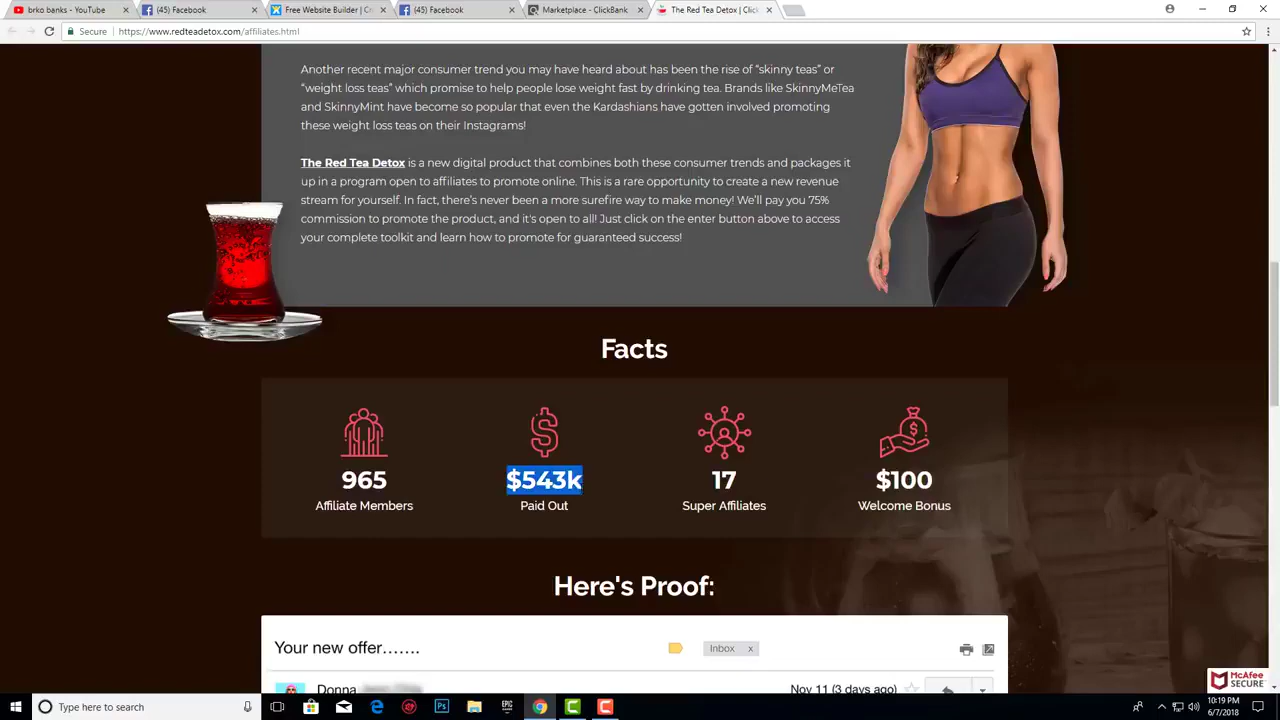 brko banks - YouTube
(45) Facebook
Free Website Builder | C
(45) Facebook
Marketplace - ClickBank
The Red Tea Detox | Click
Secure | https://www.redteadetox.com/affiliates.html
Another recent major consumer trend you may have heard about has been the rise of “skinny teas” or
“weight loss teas” which promise to help people lose weight fast by drinking tea. Brands like SkinnyMeTea
and SkinnyMint have become so popular that even the Kardashians have gotten involved promoting
these weight loss teas on their Instagrams!
The Red Tea Detox is a new digital product that combines both these consumer trends and packages it
up in a program open to affiliates to promote online. This is a rare opportunity to create a new revenue
stream for yourself. In fact, there’s never been a more surefire way to make money! We’ll pay you 75%
commission to promote the product, and it's open to all! Just click on the enter button above to access
your complete toolkit and learn how to promote for guaranteed success!
Facts
965
$543k
17
$100
Affiliate Members
Paid Out
Super Affiliates
Welcome Bonus
Here's Proof:
Your new offer.......
Inbox x
Donna
Nov 11 (3 days ago)
McAfee
SECURE
Type here to search
10:19 PM
6/7/2018